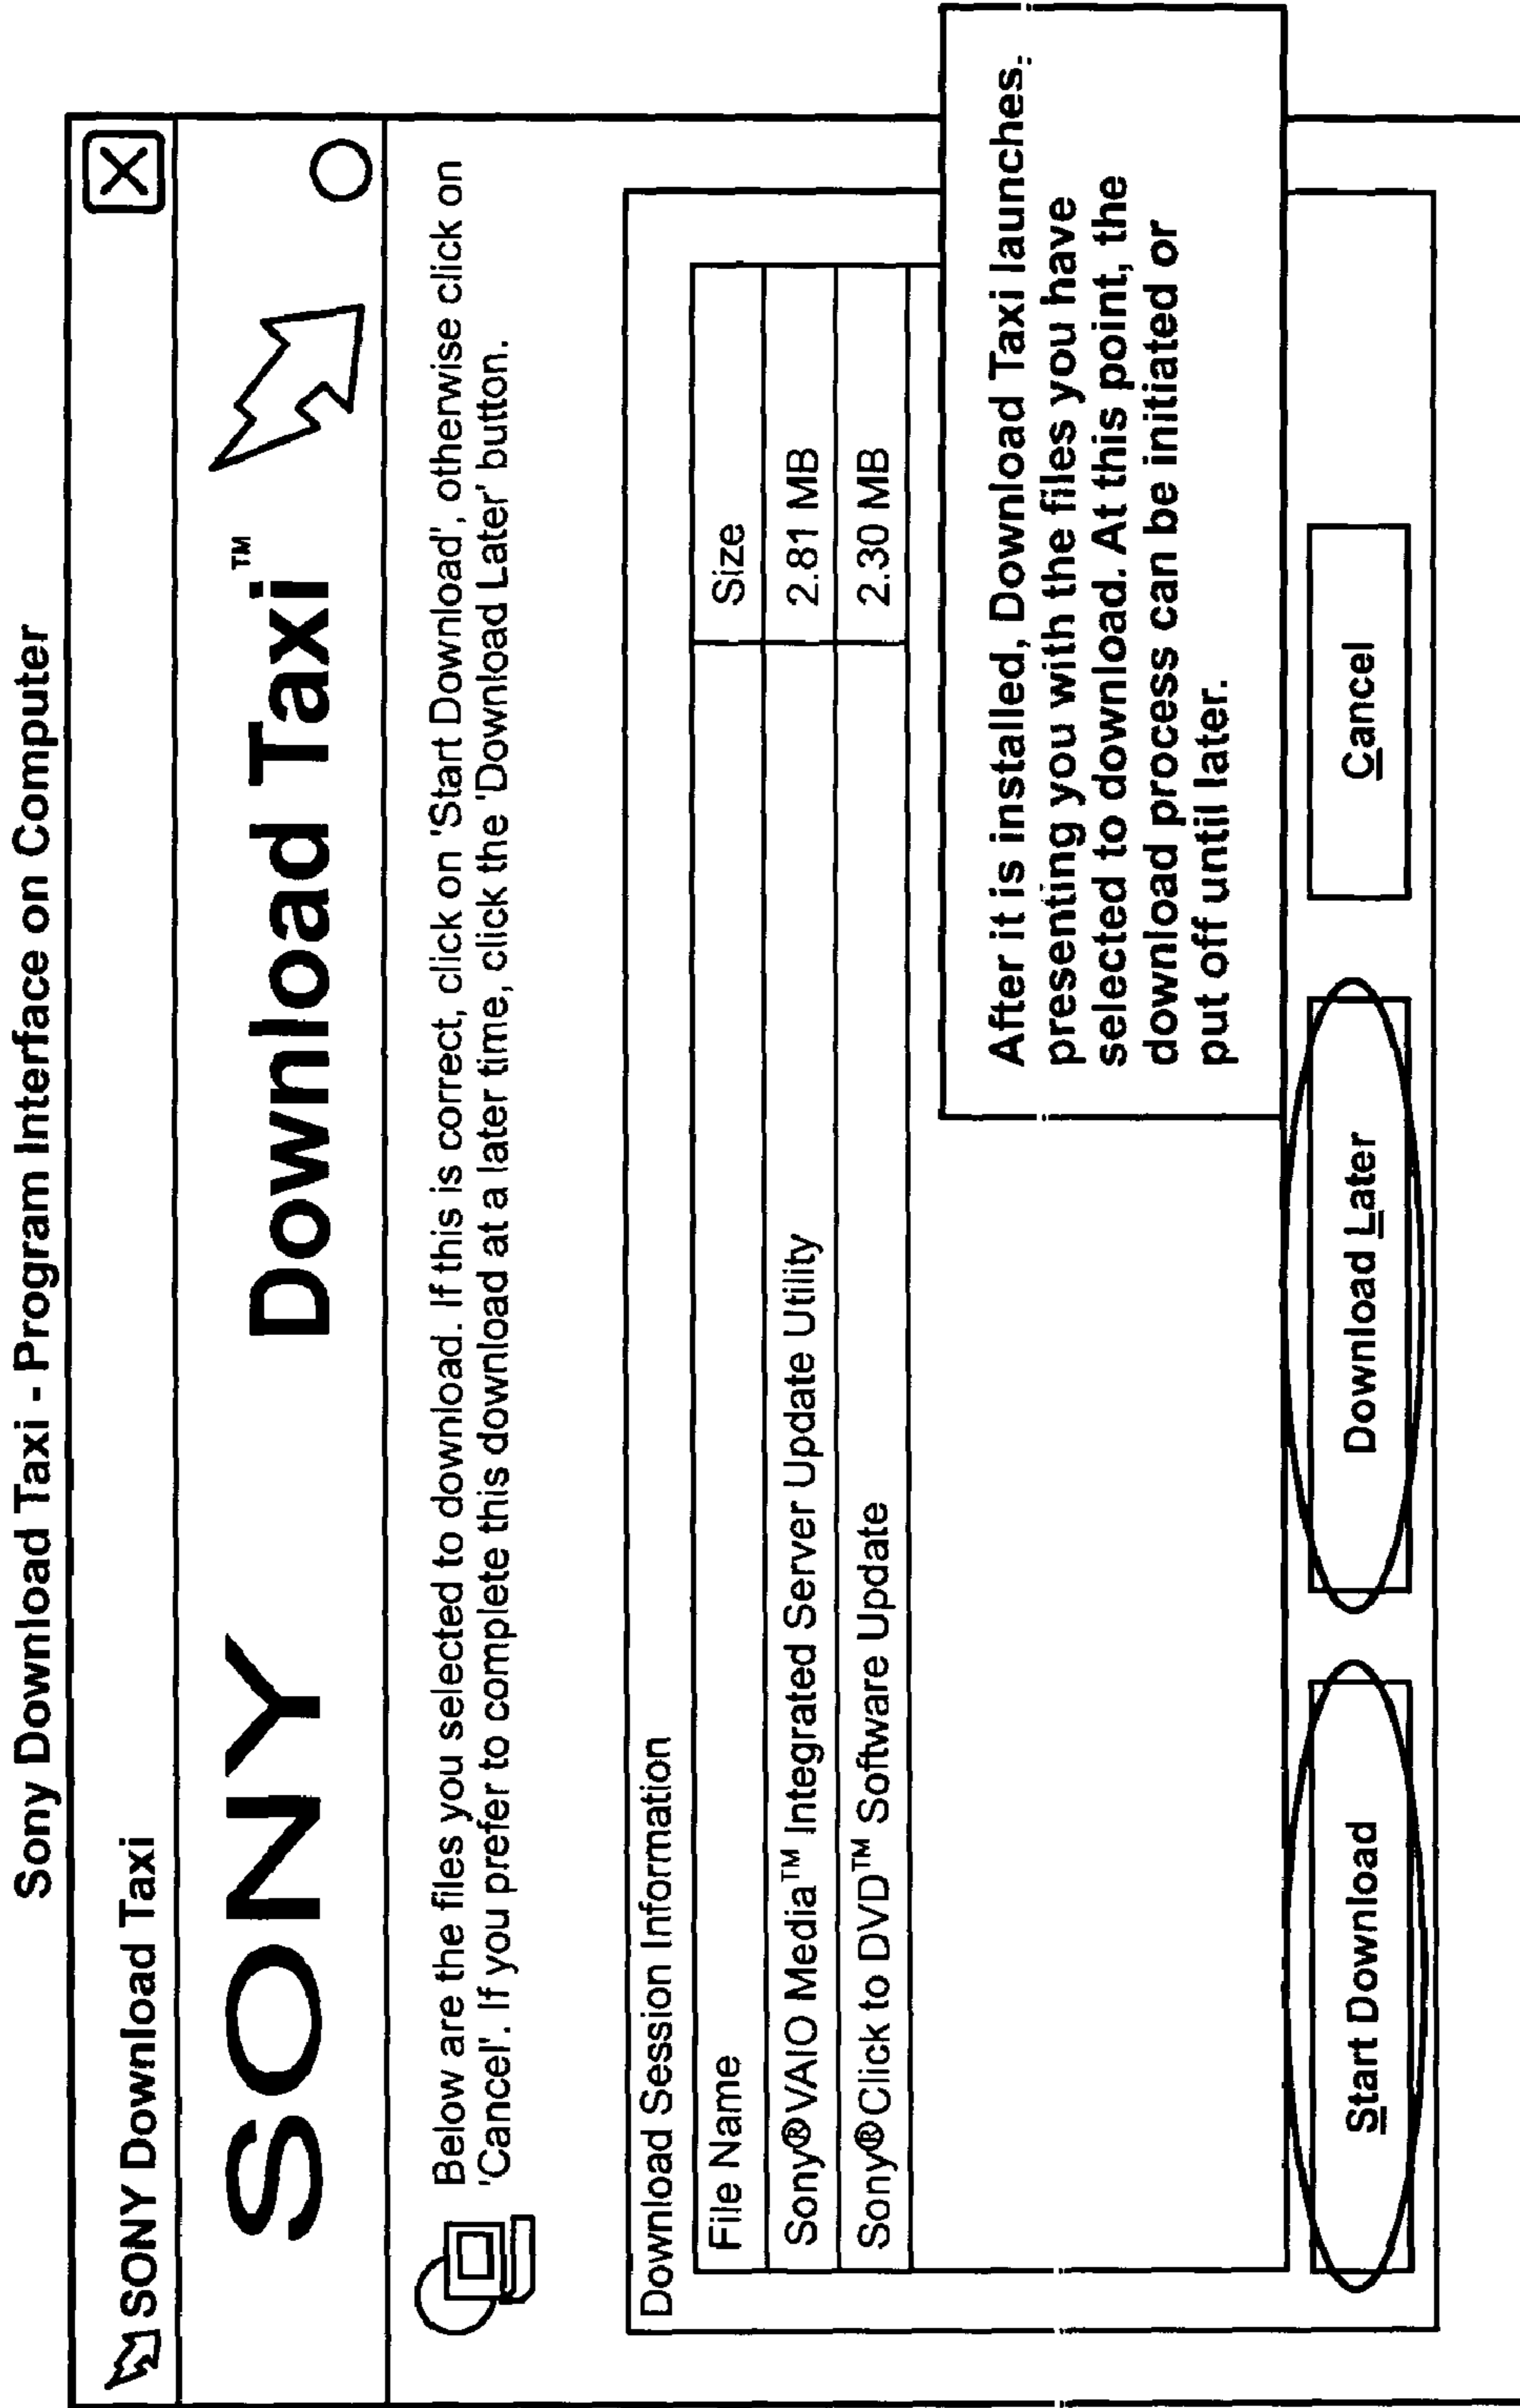 Sony Download Taxi - Program Interface on Computer
SONY Download Taxi
SONY Download Taxi™
Below are the files you selected to download. If this is correct, click on 'Start Download', otherwise click on
'Cancel'. If you prefer to complete this download at a later time, click the 'Download Later' button.
Download Session Information
File Name Size
Sony®VAIO Media™ Integrated Server Update Utility 2.81 MB
Sony®Click to DVD™ Software Update 2.30 MB
After it is installed, Download Taxi launches.
presenting you with the files you have
selected to download. At this point, the
download process can be initiated or
put off until later.
Start Download Download Later Cancel